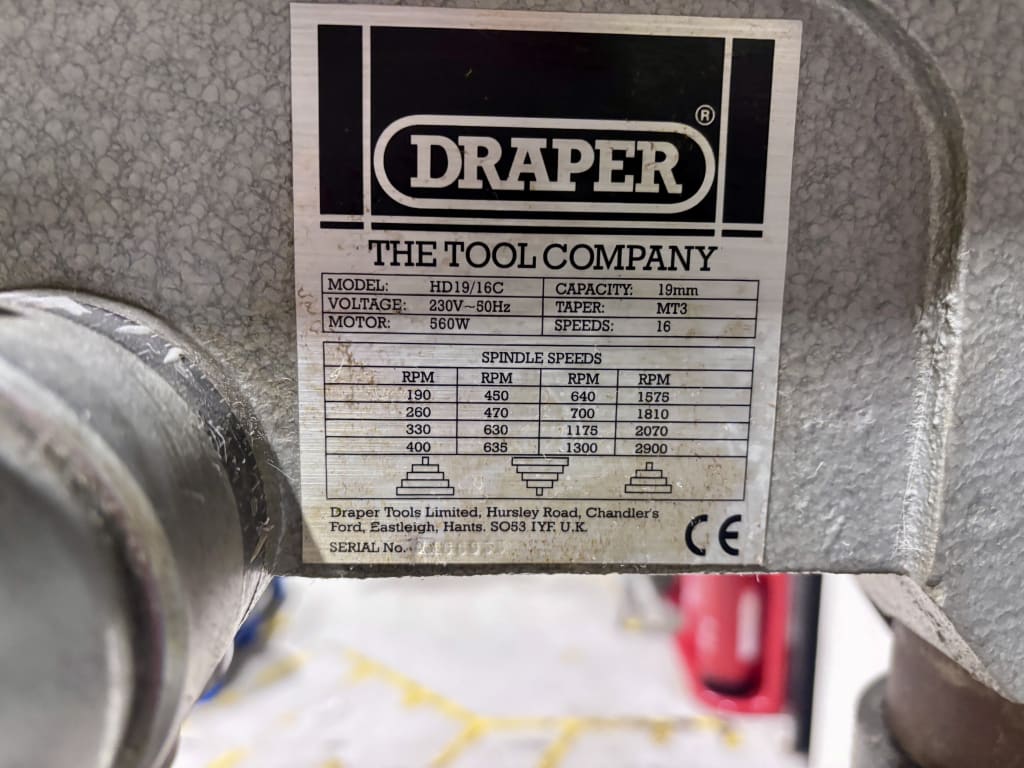 ®
DRAPER
THE TOOL COMPANY
MODEL: HD19/16C CAPACITY: 19mm
VOLTAGE: 230V~50Hz TAPER: MT3
MOTOR: 560W SPEEDS: 16
SPINDLE SPEEDS
RPM RPM RPM RPM
190 450 640 1575
260 470 700 1810
330 630 1175 2070
400 635 1300 2900
Draper Tools Limited, Hursley Road, Chandler's
Ford, Eastleigh, Hants. SO53 1YF. U.K.
SERIAL No.
CE